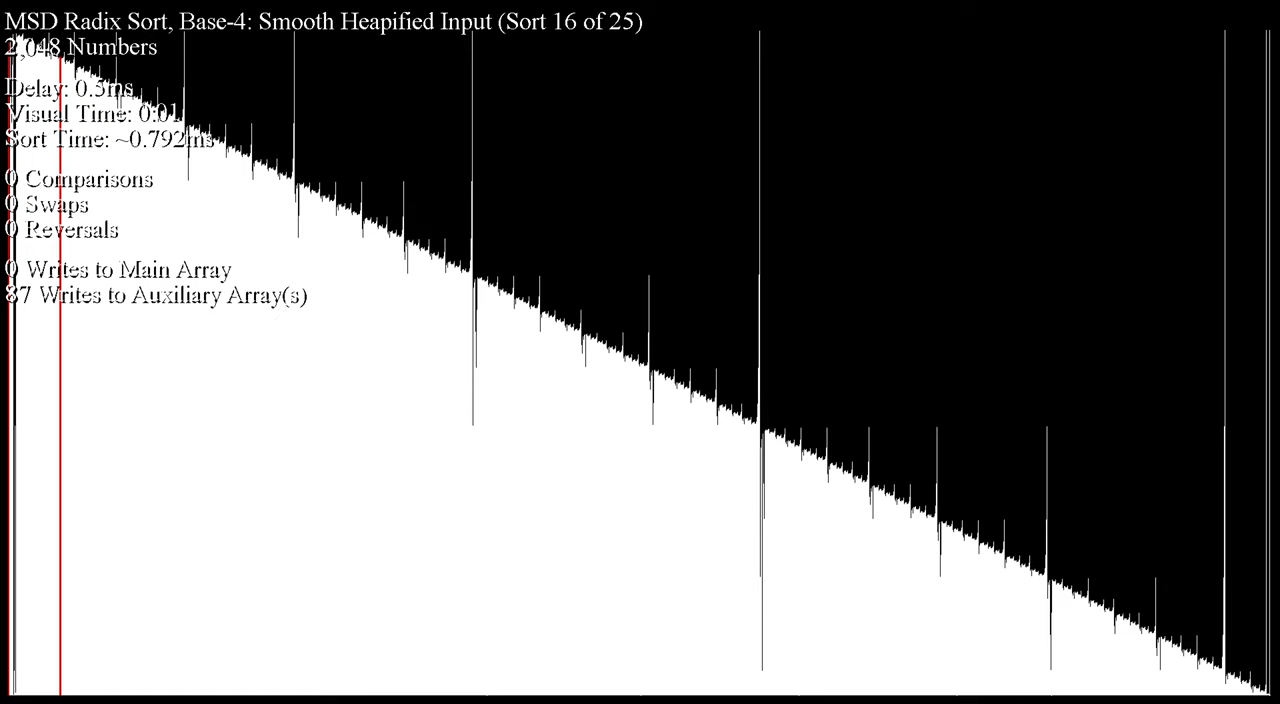 MSD Radix Sort, Base-4: Smooth Heapified Input (Sort 16 of 25)
2,048 Numbers
Delay: 0.5ms
Visual Time: 0:01
Sort Time: ~0.792ms
0 Comparisons
0 Swaps
0 Reversals
0 Writes to Main Array
87 Writes to Auxiliary Array(s)